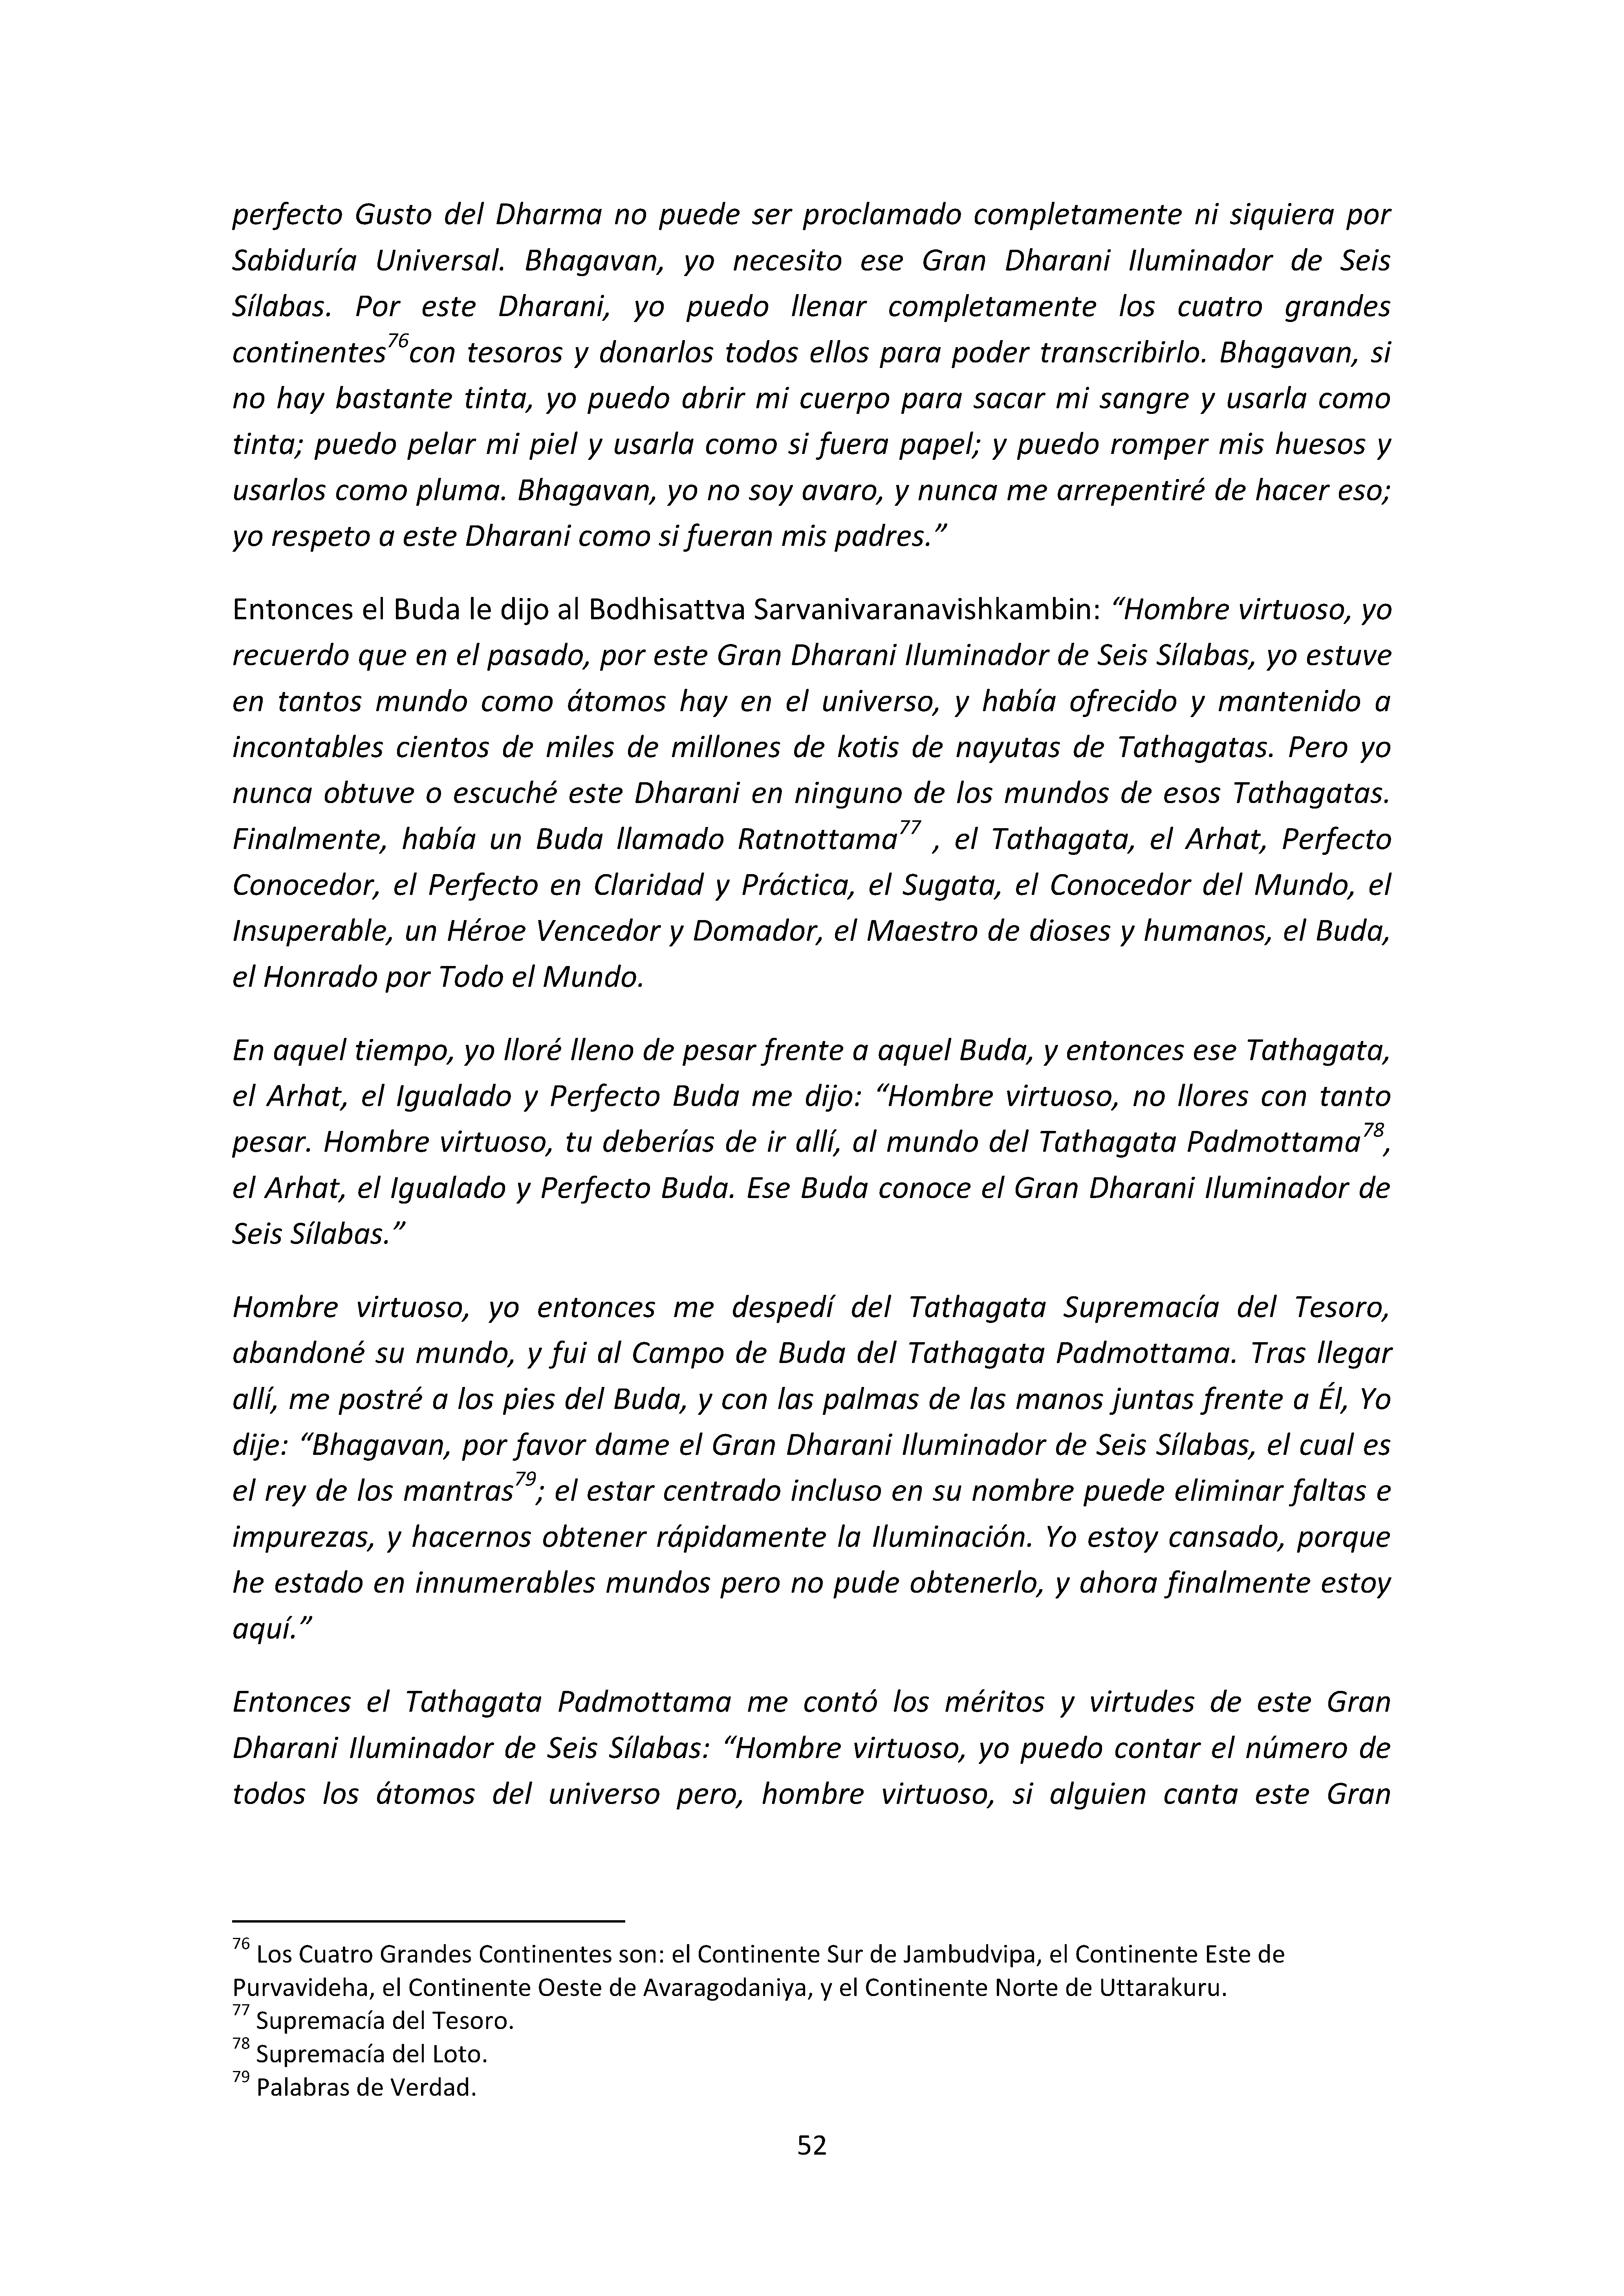 perfecto Gusto del Dharma no puede ser proclamado completamente ni siquiera por
Sabiduría Universal. Bhagavan, yo necesito ese Gran Dharani Iluminador de Seis
Sílabas. Por este Dharani, yo puedo llenar completamente los cuatro grandes
continentes76con tesoros y donarlos todos ellos para poder transcribirlo. Bhagavan, si
no hay bastante tinta, yo puedo abrir mi cuerpo para sacar mi sangre y usarla como
tinta; puedo pelar mi piel y usarla como si fuera papel; y puedo romper mis huesos y
usarlos como pluma. Bhagavan, yo no soy avaro, y nunca me arrepentiré de hacer eso;
yo respeto a este Dharani como si fueran mis padres.”
Entonces el Buda le dijo al Bodhisattva Sarvanivaranavishkambin: “Hombre virtuoso, yo
recuerdo que en el pasado, por este Gran Dharani Iluminador de Seis Sílabas, yo estuve
en tantos mundo como átomos hay en el universo, y había ofrecido y mantenido a
incontables cientos de miles de millones de kotis de nayutas de Tathagatas. Pero yo
nunca obtuve o escuché este Dharani en ninguno de los mundos de esos Tathagatas.
Finalmente, había un Buda llamado Ratnottama77 , el Tathagata, el Arhat, Perfecto
Conocedor, el Perfecto en Claridad y Práctica, el Sugata, el Conocedor del Mundo, el
Insuperable, un Héroe Vencedor y Domador, el Maestro de dioses y humanos, el Buda,
el Honrado por Todo el Mundo.
En aquel tiempo, yo lloré lleno de pesar frente a aquel Buda, y entonces ese Tathagata,
el Arhat, el Igualado y Perfecto Buda me dijo: “Hombre virtuoso, no llores con tanto
pesar. Hombre virtuoso, tu deberías de ir allí, al mundo del Tathagata Padmottama78,
el Arhat, el Igualado y Perfecto Buda. Ese Buda conoce el Gran Dharani Iluminador de
Seis Sílabas.”
Hombre virtuoso, yo entonces me despedí del Tathagata Supremacía del Tesoro,
abandoné su mundo, y fui al Campo de Buda del Tathagata Padmottama. Tras llegar
allí, me postré a los pies del Buda, y con las palmas de las manos juntas frente a Él, Yo
dije: “Bhagavan, por favor dame el Gran Dharani Iluminador de Seis Sílabas, el cual es
el rey de los mantras79; el estar centrado incluso en su nombre puede eliminar faltas e
impurezas, y hacernos obtener rápidamente la Iluminación. Yo estoy cansado, porque
he estado en innumerables mundos pero no pude obtenerlo, y ahora finalmente estoy
aquí.”
Entonces el Tathagata Padmottama me contó los méritos y virtudes de este Gran
Dharani Iluminador de Seis Sílabas: “Hombre virtuoso, yo puedo contar el número de
todos los átomos del universo pero, hombre virtuoso, si alguien canta este Gran
76 Los Cuatro Grandes Continentes son: el Continente Sur de Jambudvipa, el Continente Este de
Purvavideha, el Continente Oeste de Avaragodaniya, y el Continente Norte de Uttarakuru.
77 Supremacía del Tesoro.
78 Supremacía del Loto.
79 Palabras de Verdad.
52